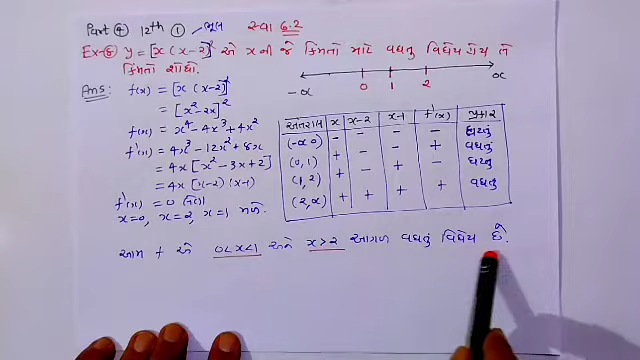 Part ④ 12th ① / ભૂલ સ્વા 6.2
Ex-⑧ y = [x(x-2)]² એ x ની જે કિંમતો માટે વધતું વિધેય હોય તે
કિંમતો શોધો.
Ans: f(x) = [x(x-2)]²
= [x²-2x]²
f(x) = x⁴-4x³+4x²
f'(x) = 4x³-12x²+8x
= 4x[x²-3x+2]
= 4x(x-2)(x-1)
f'(x) = 0 લેતાં
x=0, x=2, x=1 મળે.
-∝ 0 1 2 ∝
અંતરાલ x x-2 x-1 f'(x) પ્રકાર
(-∝ 0) - - - - ઘટતું
(0, 1) + - - + વધતું
(1, 2) + - + - ઘટતું
(2, ∝) + + + + વધતું
આમ f એ 0<x<1 અને x>2 આગળ વધતું વિધેય છે.